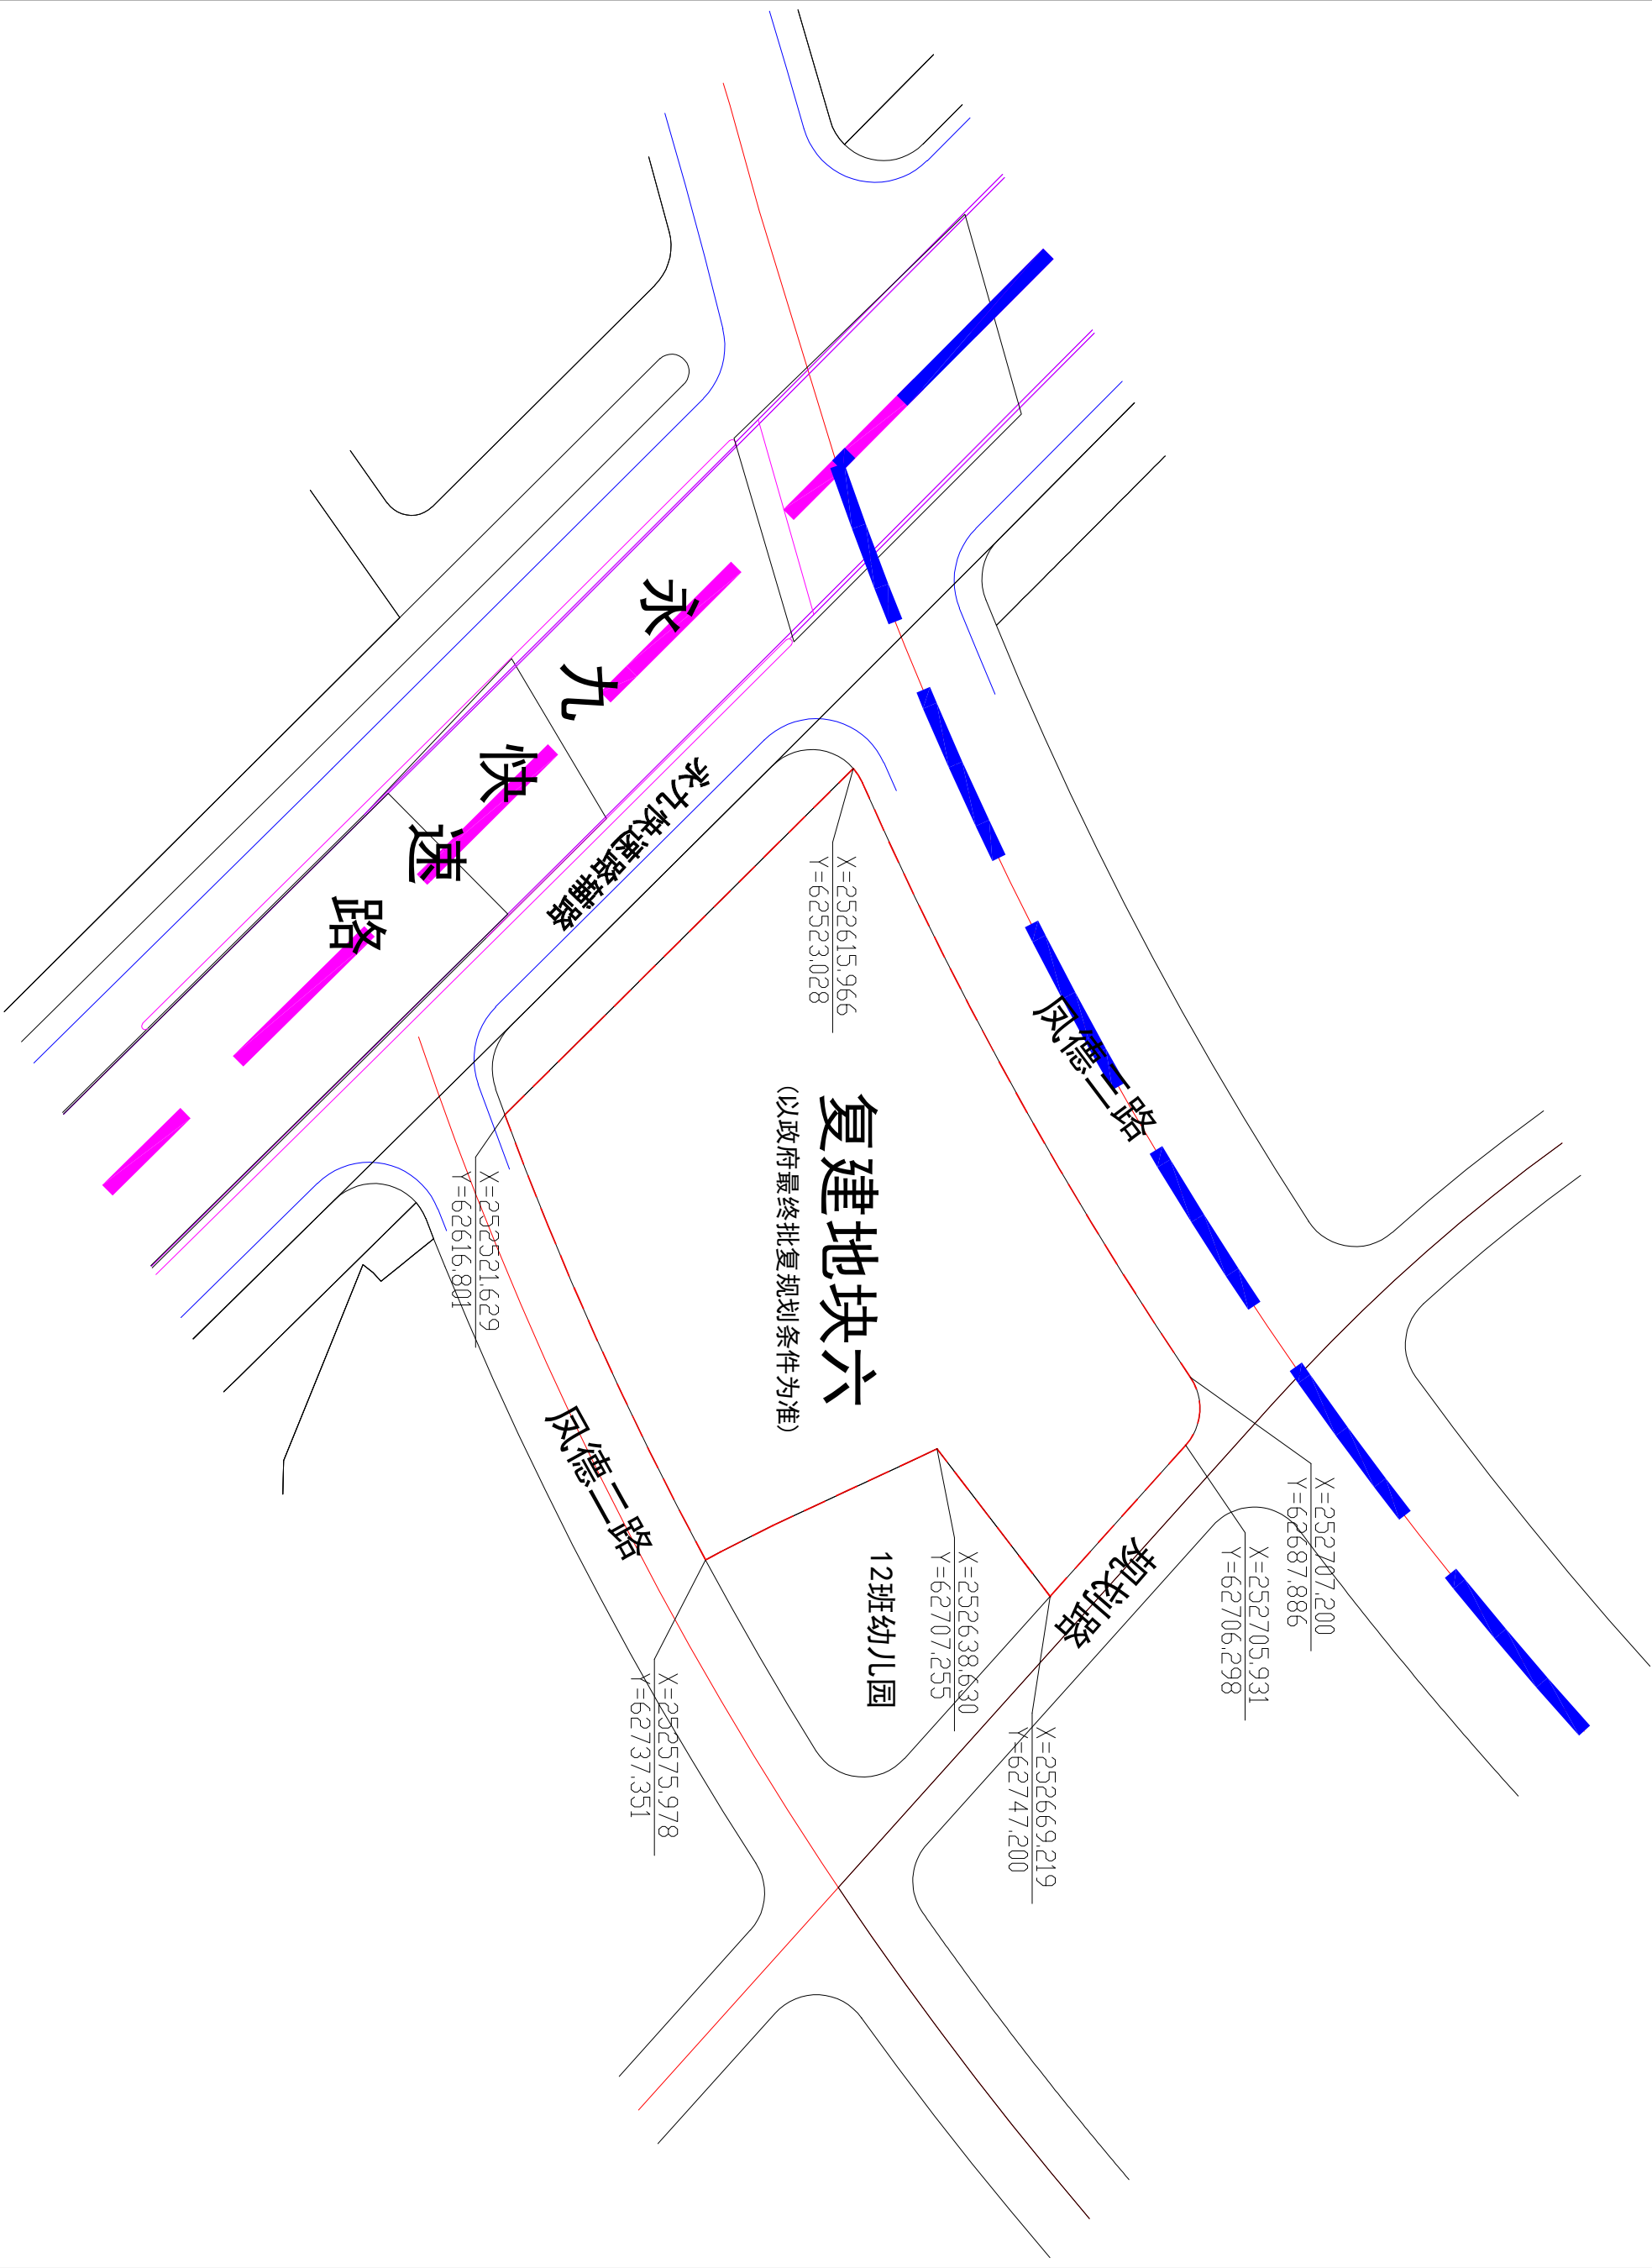 永九快速路
永九快速路辅路
凤德三路
X=252615.966
Y=62523.028
复建地块六
(以政府最终批复规划条件为准)
X=252521.629
Y=62616.801
凤德二路
X=252707.200
Y=62687.886
X=252705.931
Y=62706.298
规划路
X=252638.630
Y=62707.255
12班幼儿园
X=252669.219
Y=62747.200
X=252575.978
Y=62737.351